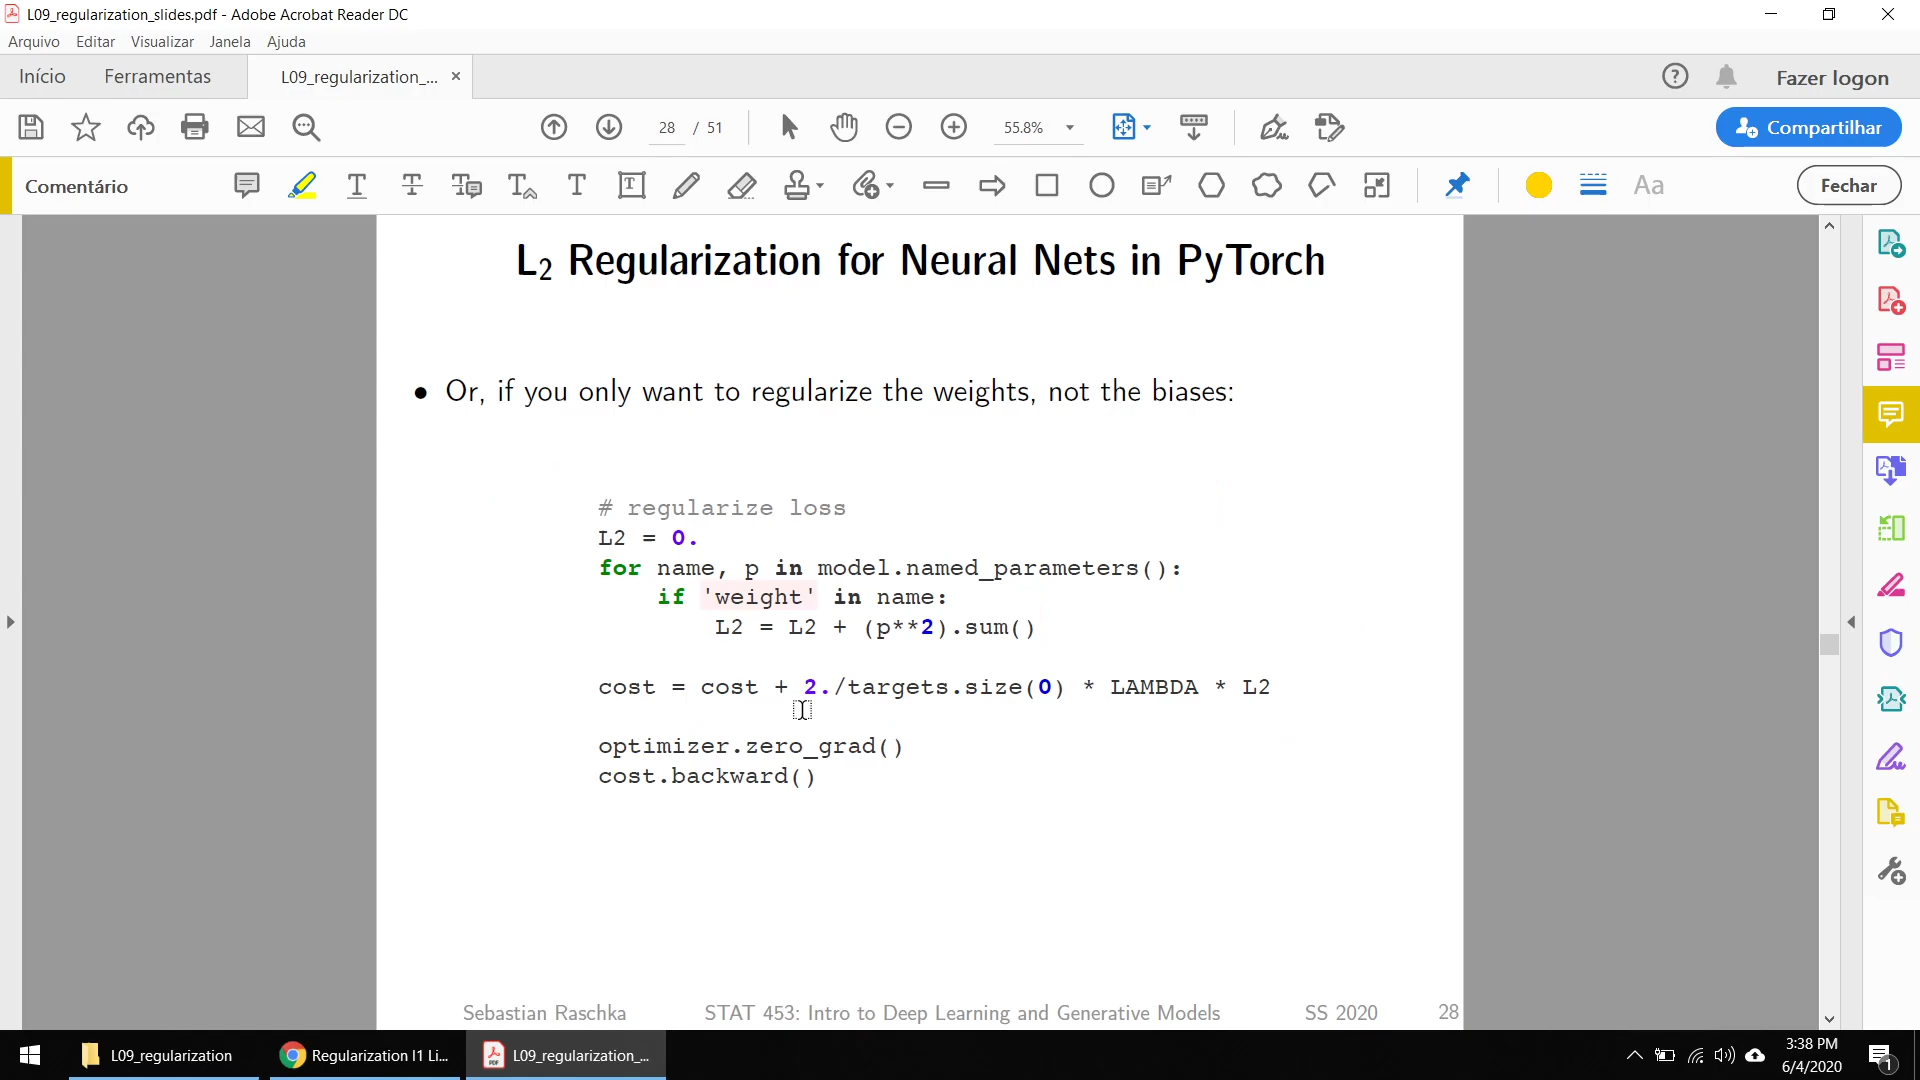 L09_regularization_slides.pdf - Adobe Acrobat Reader DC
Arquivo Editar Visualizar Janela Ajuda
Início Ferramentas L09_regularization_... × Fazer logon
28 / 51 55.8% Compartilhar
Comentário Aa Fechar
L2 Regularization for Neural Nets in PyTorch
• Or, if you only want to regularize the weights, not the biases:
# regularize loss
L2 = 0.
for name, p in model.named_parameters():
if 'weight' in name:
L2 = L2 + (p**2).sum()
cost = cost + 2./targets.size(0) * LAMBDA * L2
optimizer.zero_grad()
cost.backward()
Sebastian Raschka STAT 453: Intro to Deep Learning and Generative Models SS 2020 28
L09_regularization Regularization l1 Li... L09_regularization_... 3:38 PM
6/4/2020 1